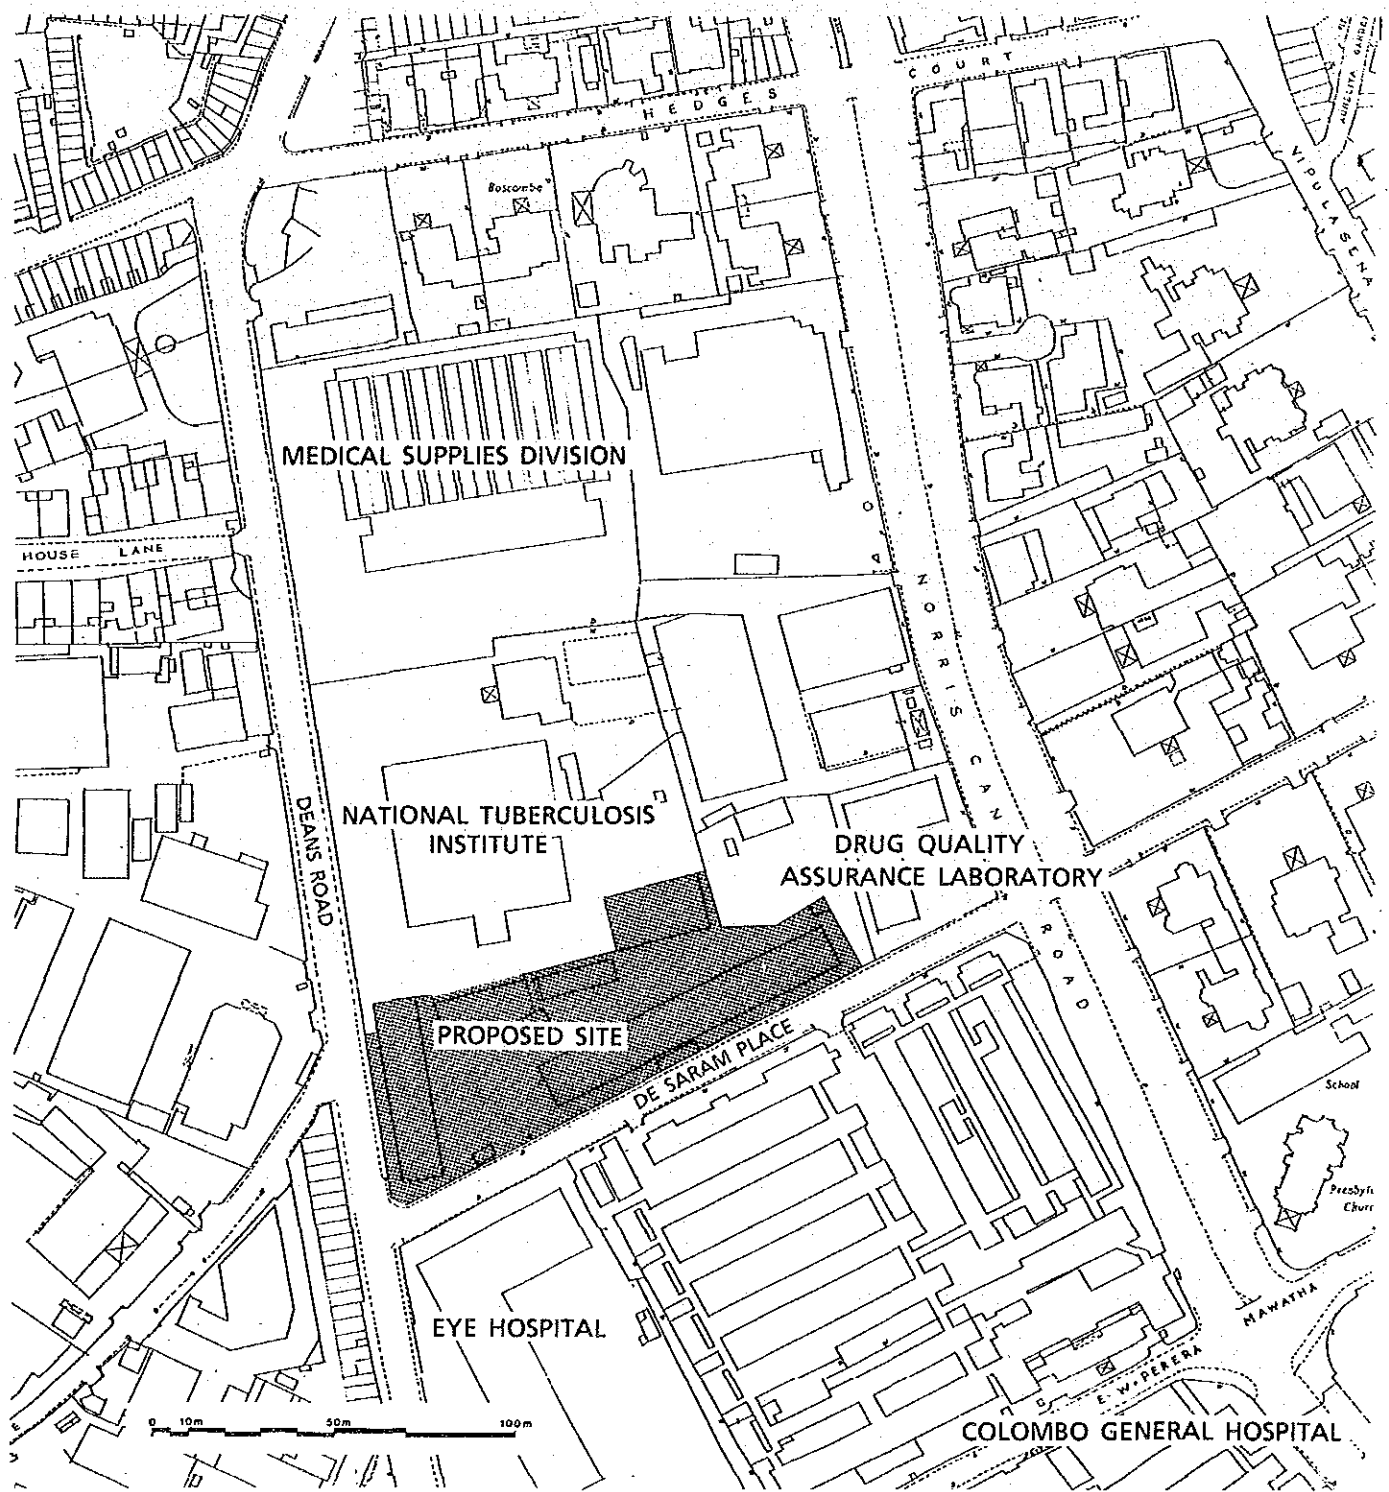 COURT
HEDGES
VIPULASENA
Boscombe
MEDICAL SUPPLIES DIVISION
HOUSE LANE
NORRIS CAN ROAD
DEANS ROAD
NATIONAL TUBERCULOSIS
INSTITUTE
DRUG QUALITY
ASSURANCE LABORATORY
PROPOSED SITE
DE SARAM PLACE
School
EYE HOSPITAL
MAWATHA
E. W. PERERA
0 10m 50m 100m
COLOMBO GENERAL HOSPITAL